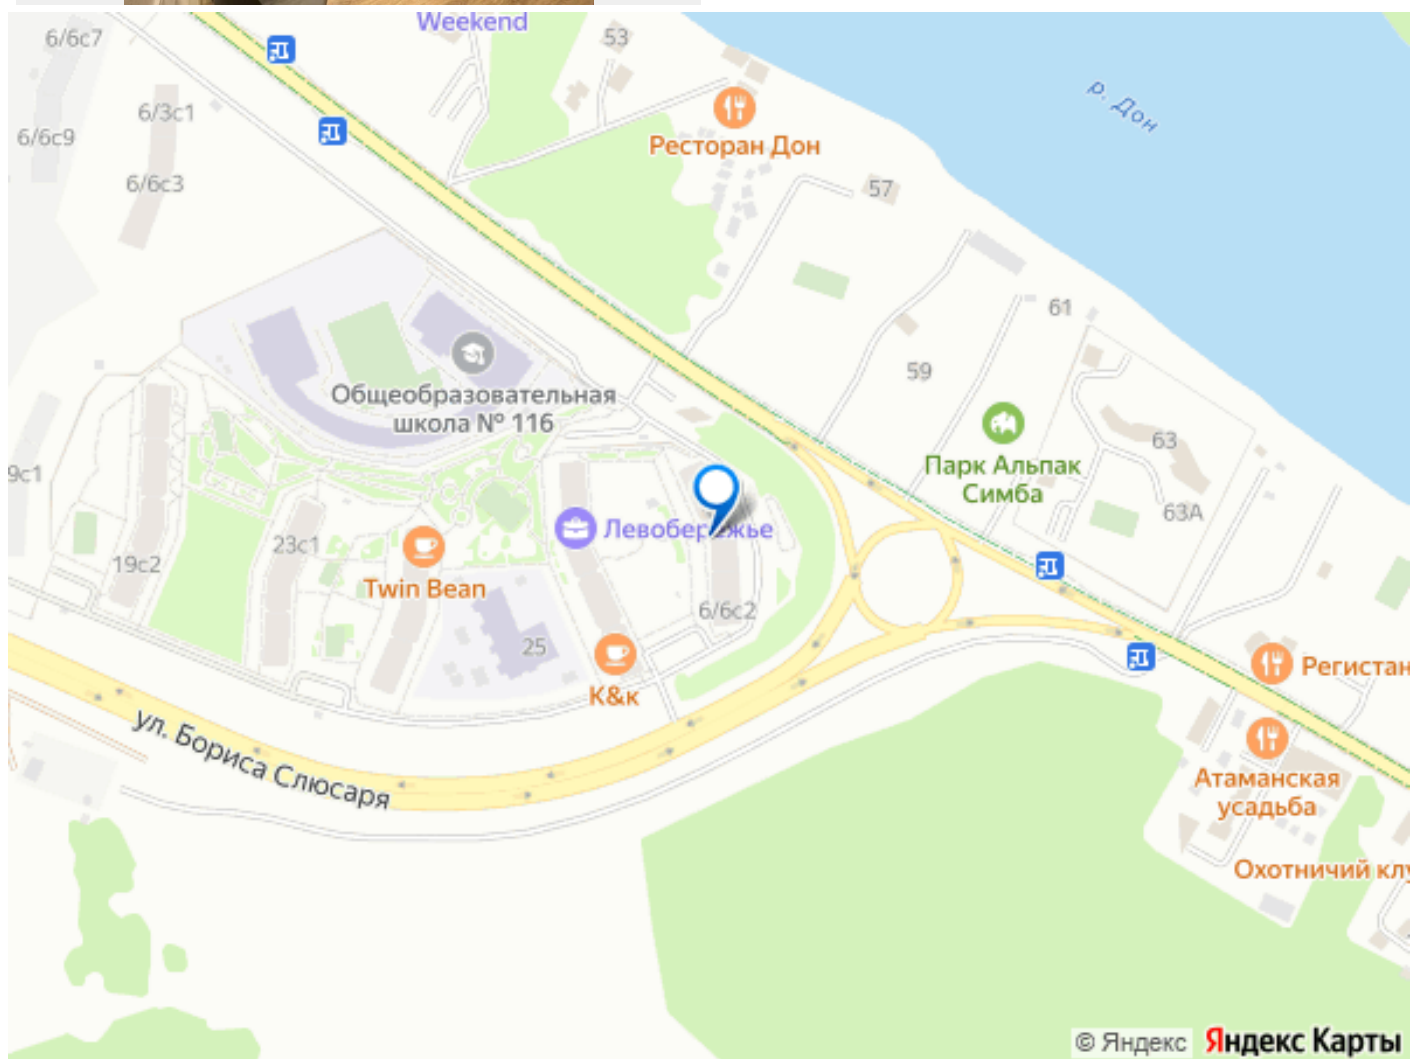 Weekend
6/6с7
53
6/3с1
р. Дон
6/6с9
Ресторан Дон
6/6с3
57
61
59
Общеобразовательная
школа № 116
63
Парк Альпак
Симба
9с1
63А
Левобережье
23с1
19с2
Twin Bean
6/6с2
25
Регистан
К&к
ул. Бориса Слюсаря
Атаманская
усадьба
Охотничий клу
© Яндекс Яндекс Карты